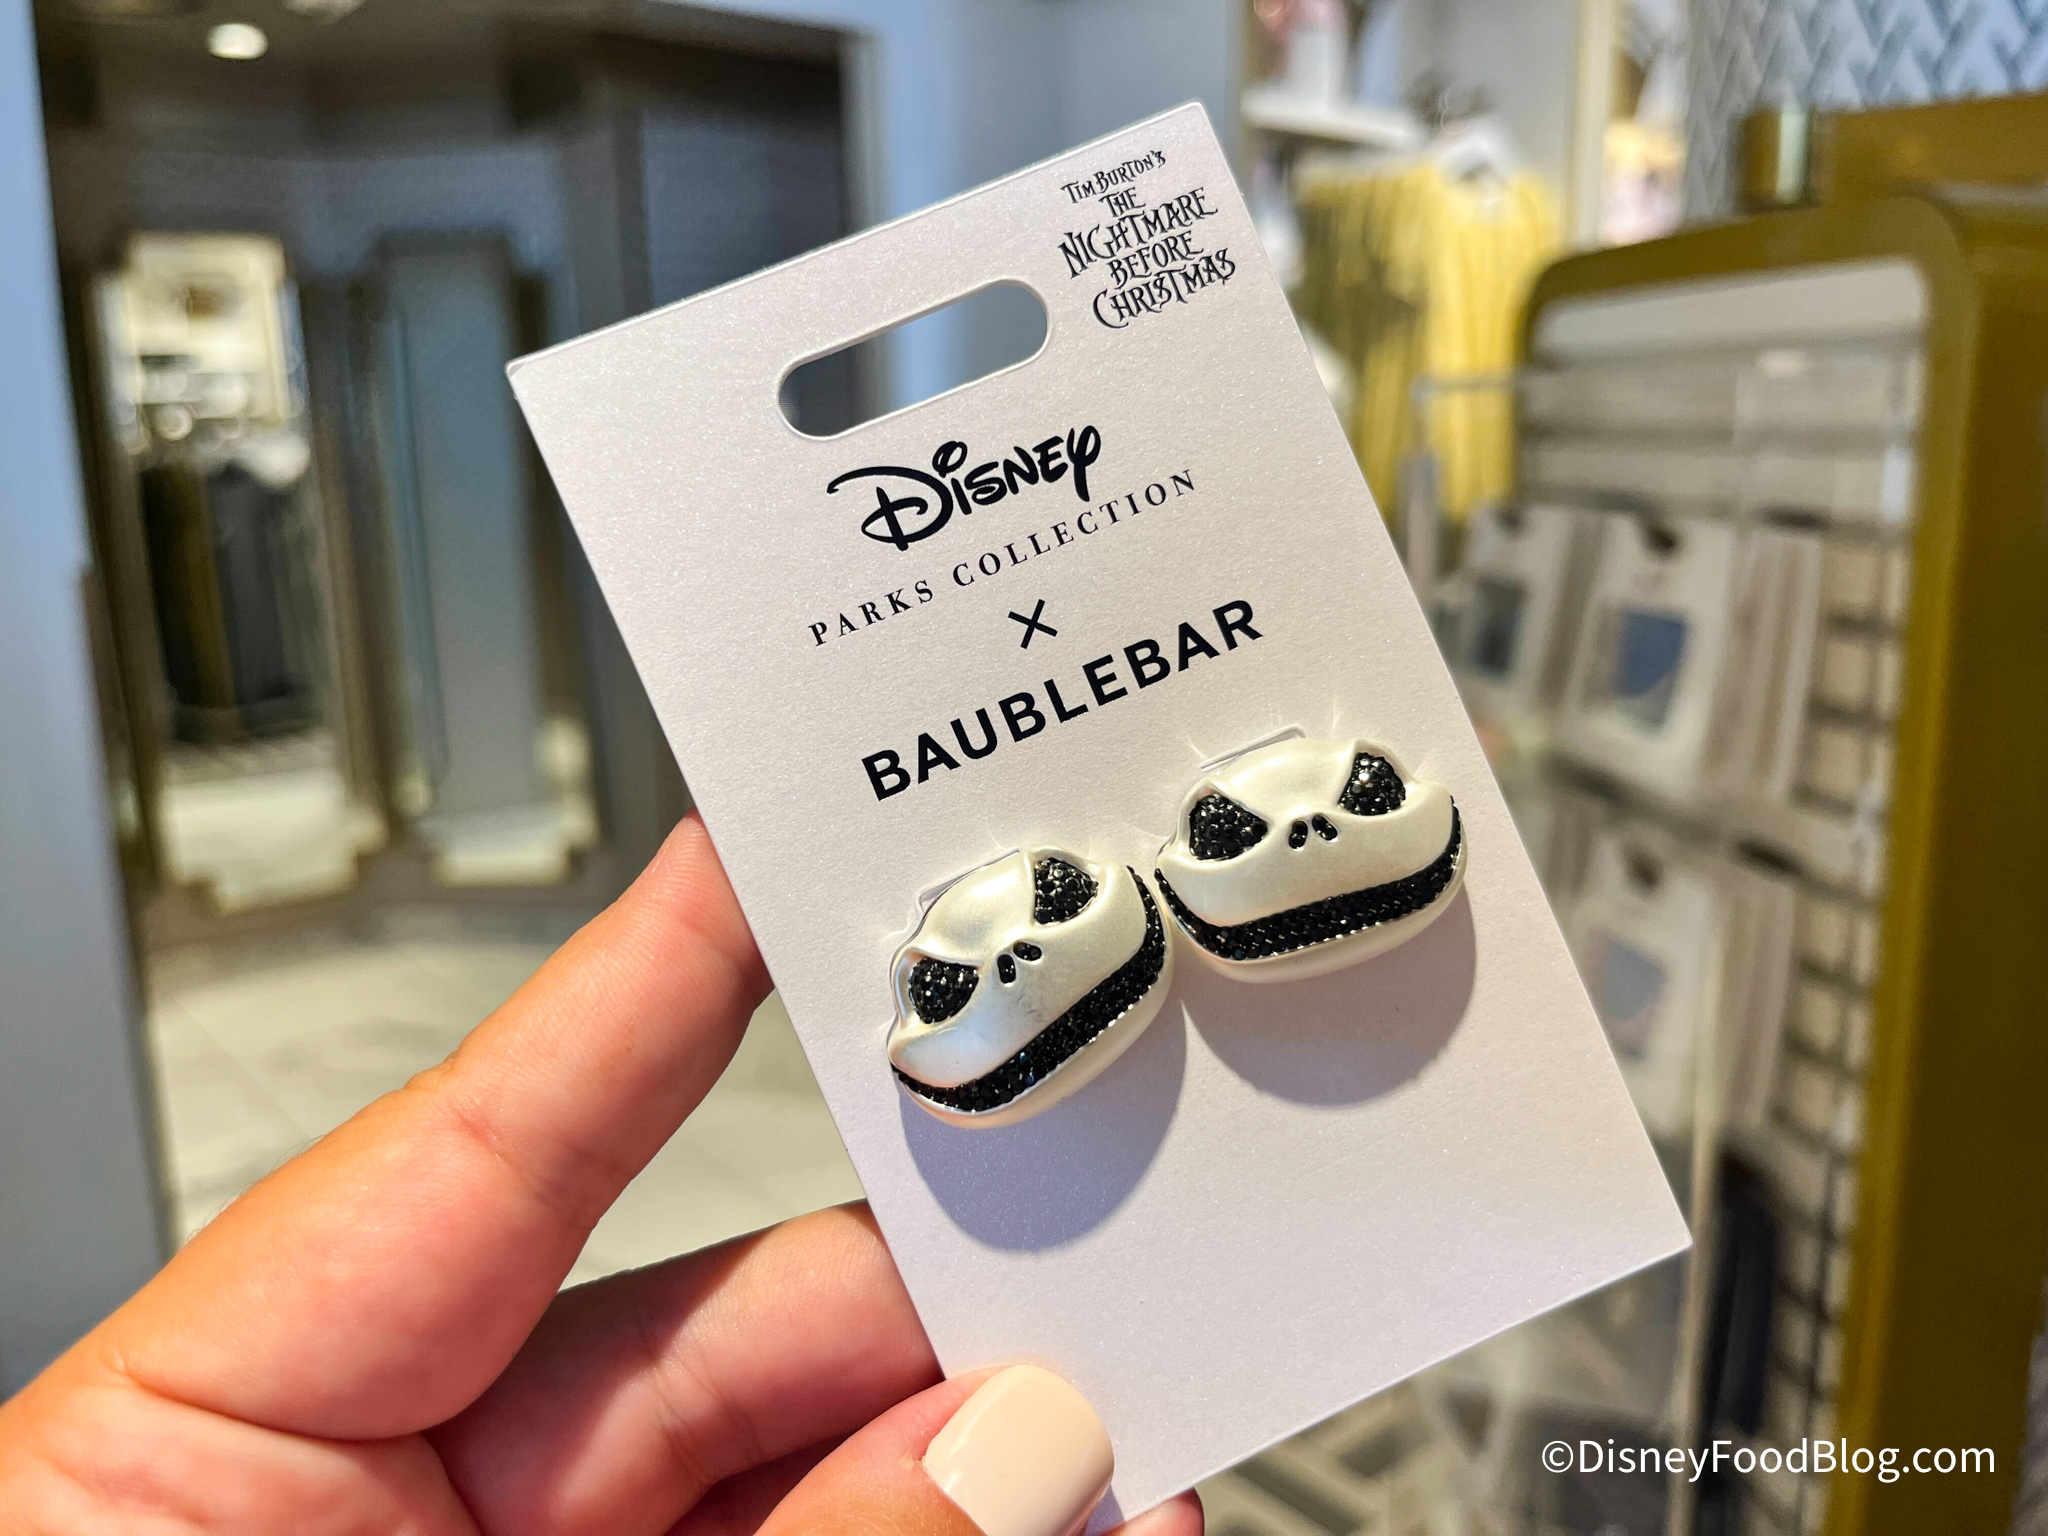 TIM BURTON'S
THE
NIGHTMARE
BEFORE
CHRISTMAS
DISNEY
PARKS COLLECTION
×
BAUBLEBAR
©DisneyFoodBlog.com